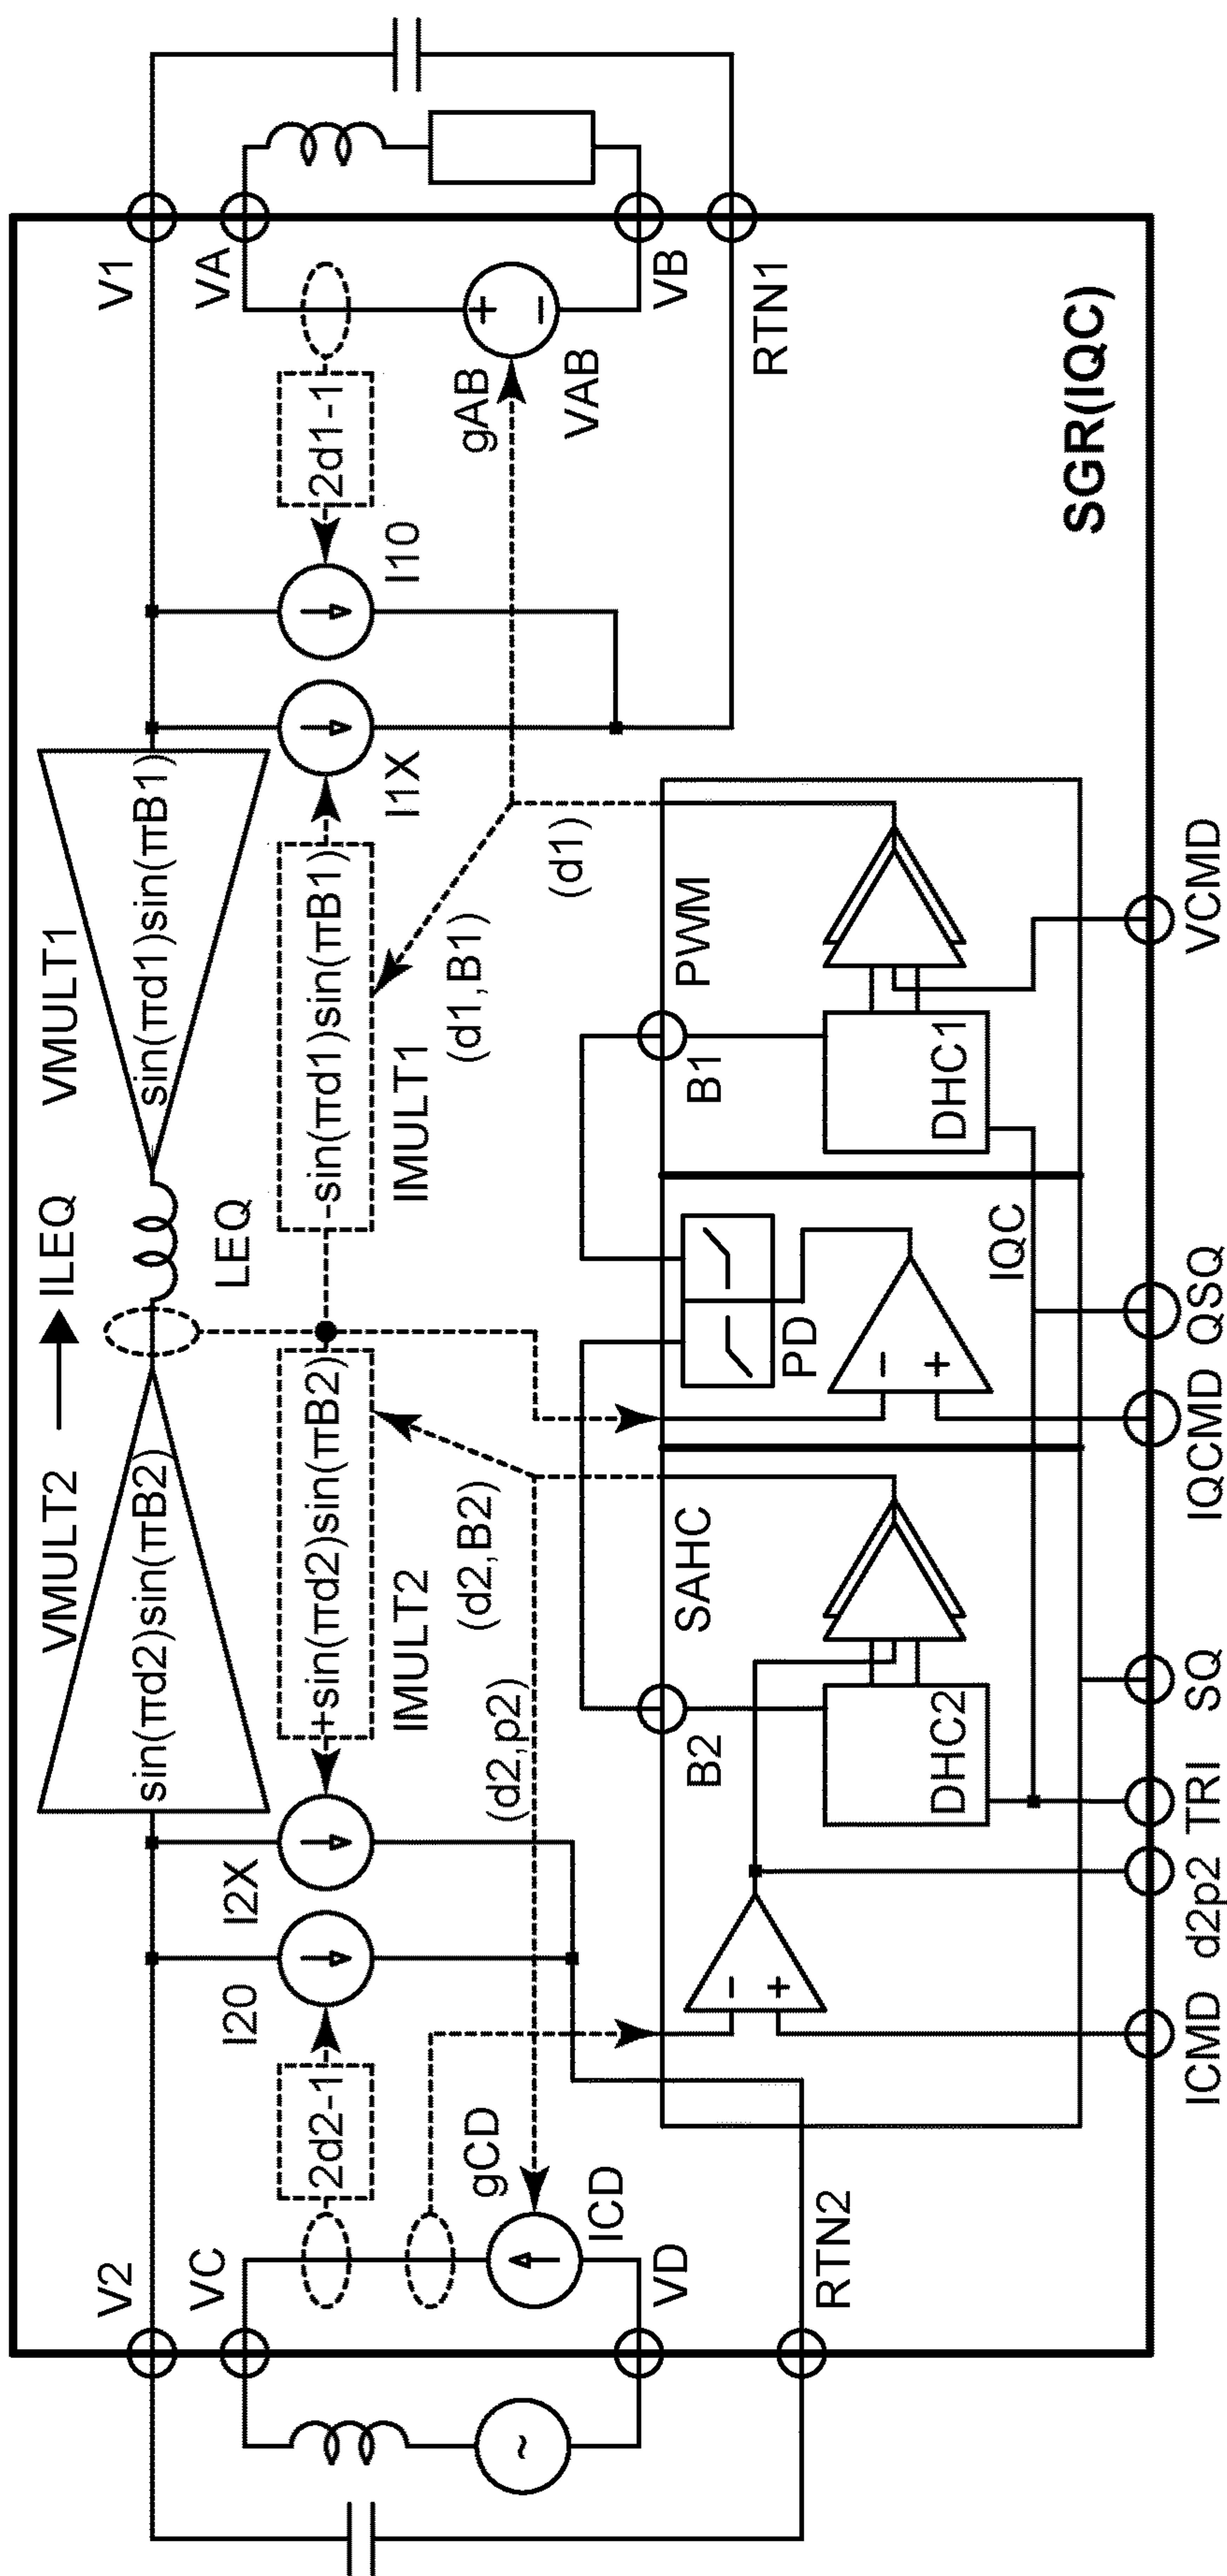 VMULT2
ILEQ
VMULT1
sin(πd2)sin(πB2)
sin(πd1)sin(πB1)
LEQ
V2
V1
VC
VA
2d2-1
+sin(πd2)sin(πB2)
-sin(πd1)sin(πB1)
2d1-1
I20
I2X
I1X
I10
IMULT2
IMULT1
gCD
(d2,p2)
(d2,B2)
(d1,B1)
(d1)
gAB
+
−
VAB
ICD
VD
VB
~
RTN2
RTN1
SAHC
PWM
B2
B1
PD
−
+
−
+
DHC2
DHC1
IQC
SGR(IQC)
ICMD
d2p2
TRI
SQ
IQCMD
QSQ
VCMD